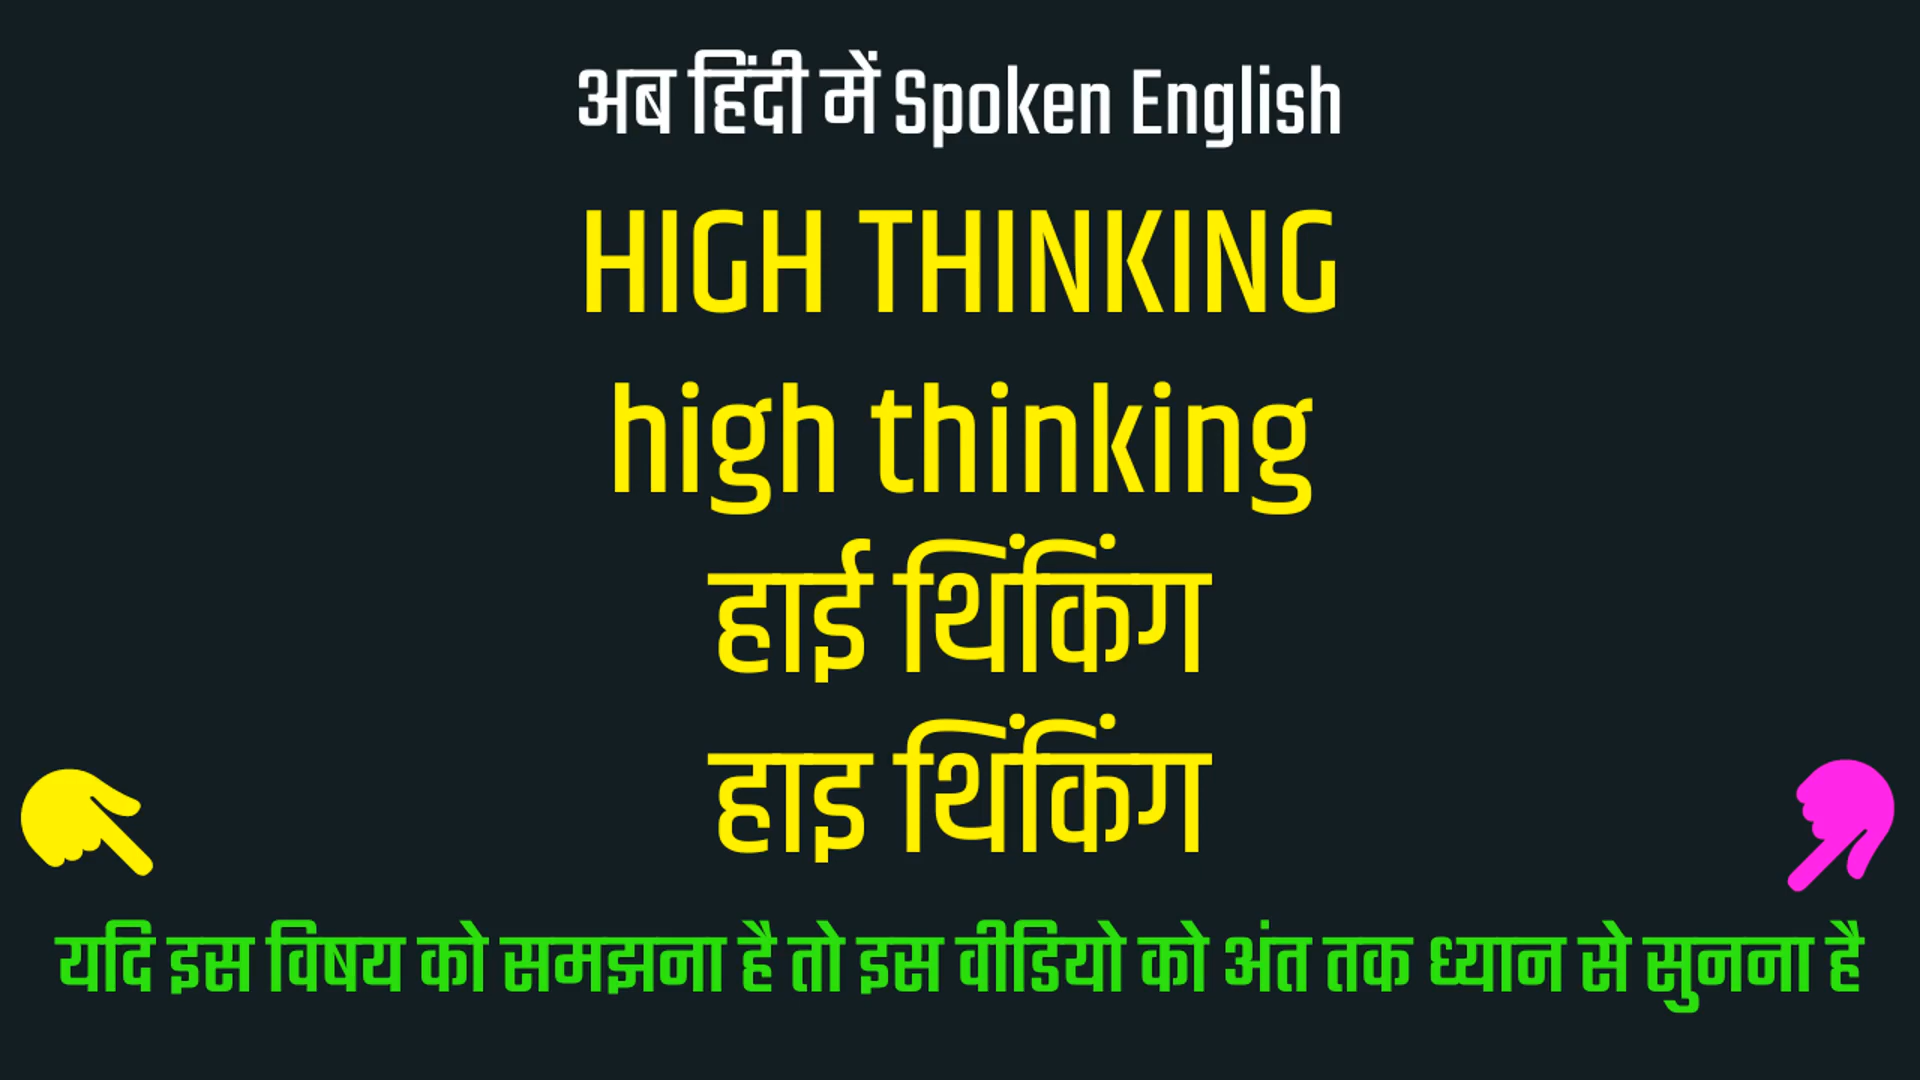 अब हिंदी में Spoken English
HIGH THINKING
high thinking
हाई थिंकिंग
हाइ थिंकिंग
यदि इस विषय को समझना है तो इस वीडियो को अंत तक ध्यान से सुनना है